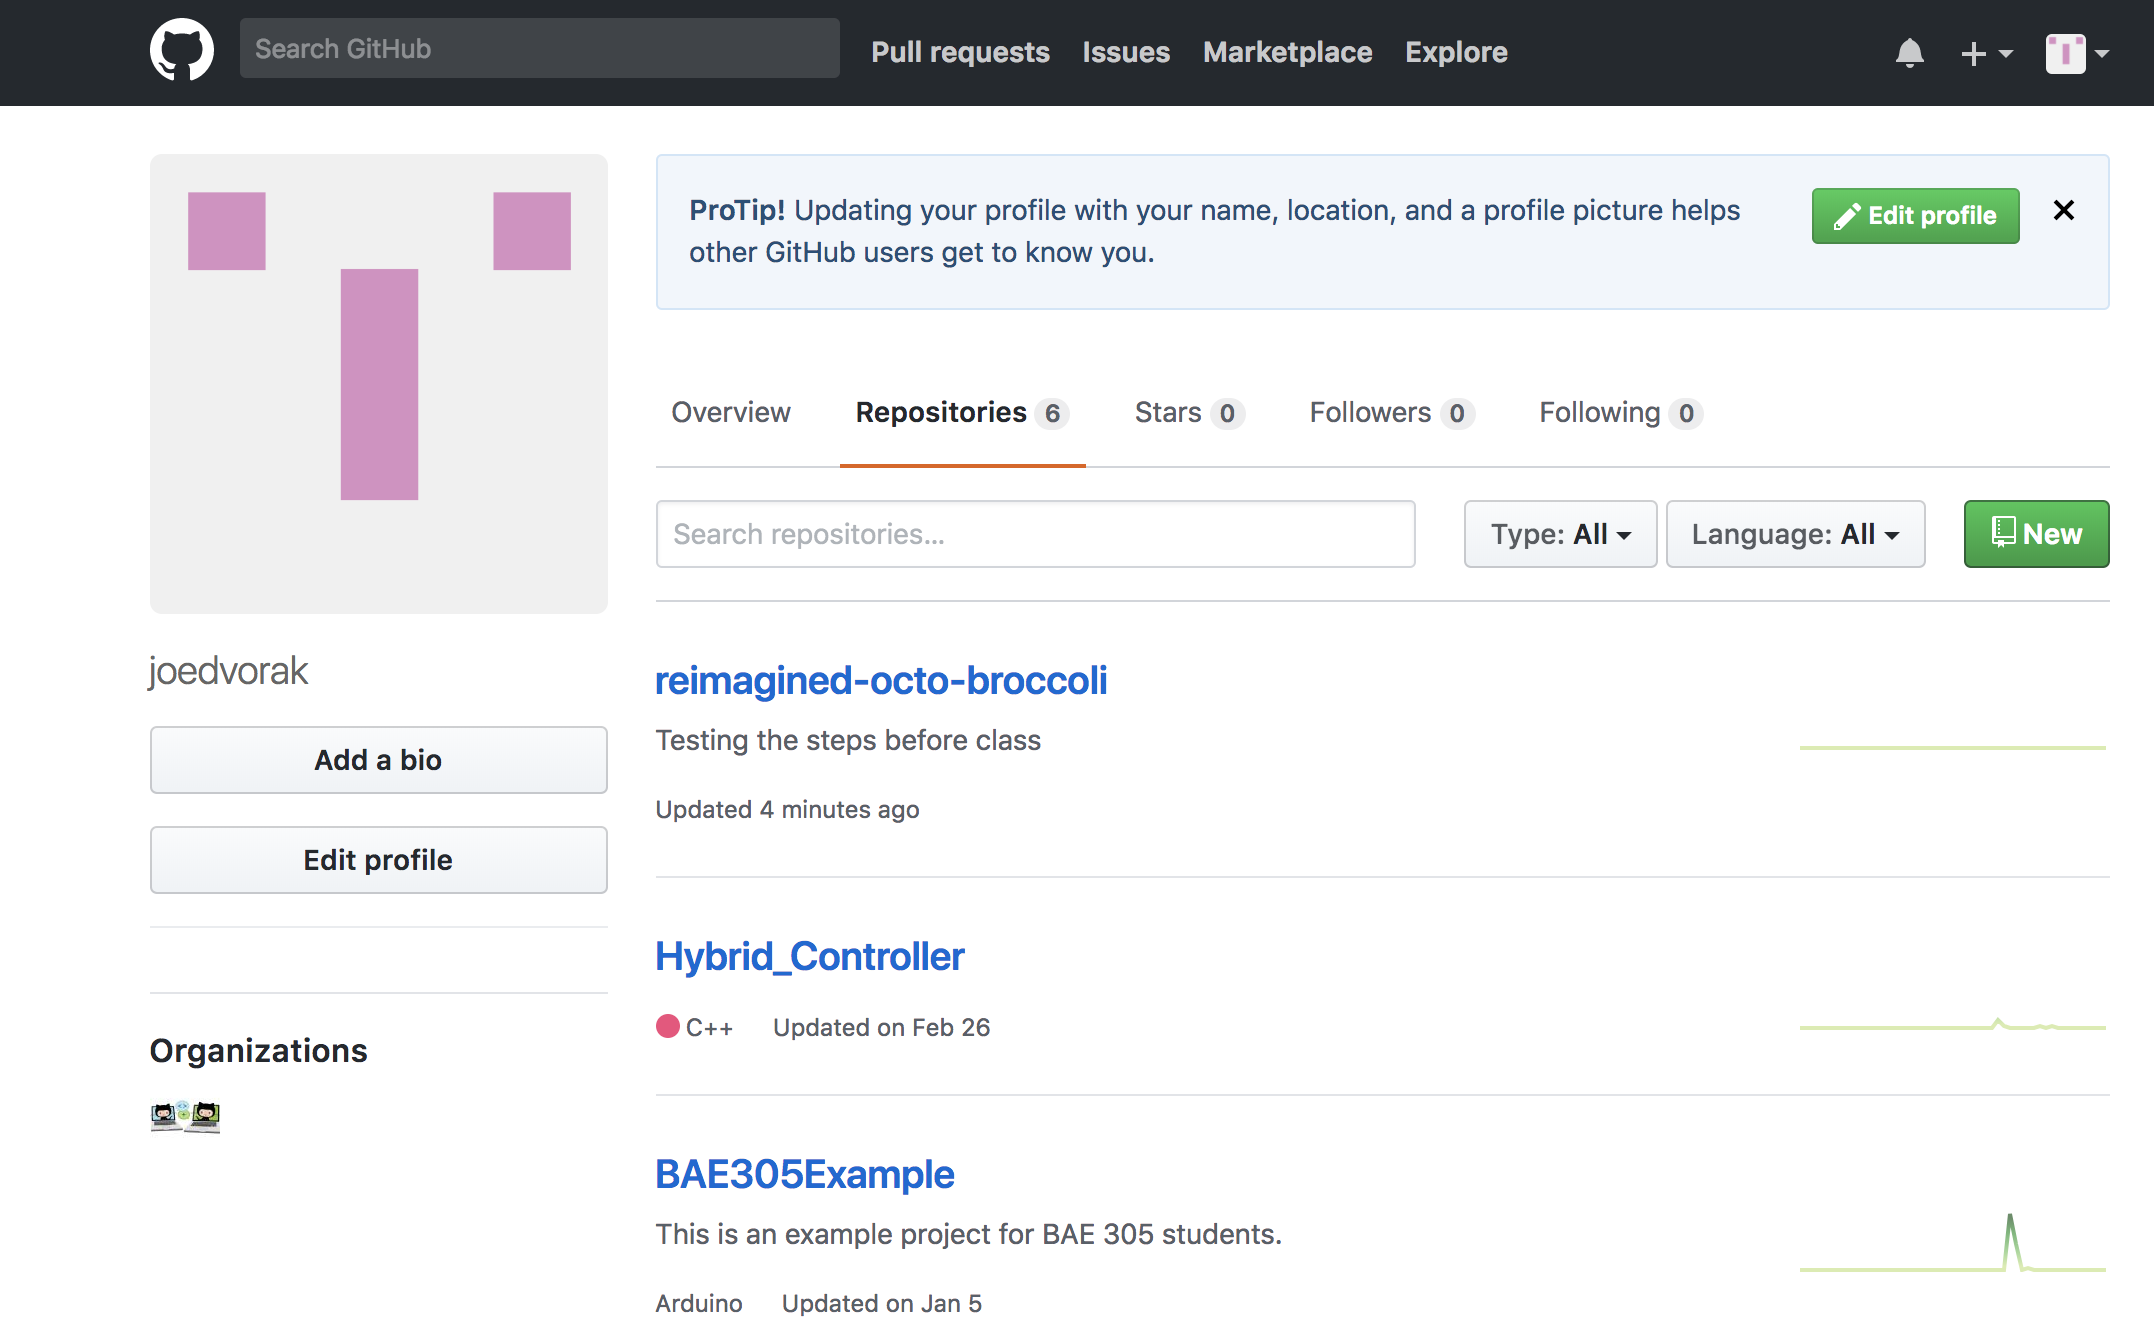 Search GitHub Pull requests Issues Marketplace Explore
ProTip! Updating your profile with your name, location, and a profile picture helps
other GitHub users get to know you.
Edit profile
Overview Repositories 6 Stars 0 Followers 0 Following 0
Search repositories... Type: All Language: All New
joedvorak
Add a bio
Edit profile
Organizations
reimagined-octo-broccoli
Testing the steps before class
Updated 4 minutes ago
Hybrid_Controller
C++ Updated on Feb 26
BAE305Example
This is an example project for BAE 305 students.
Arduino Updated on Jan 5